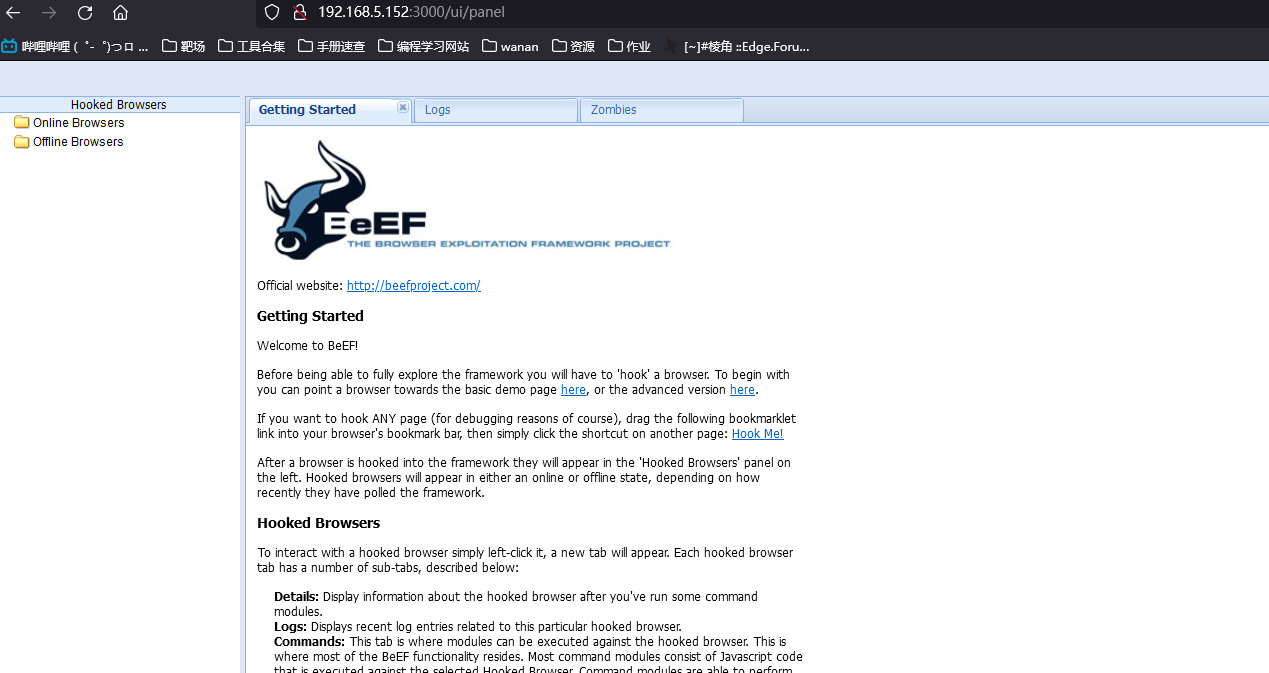 192.168.5.152:3000/ui/panel
哔哩哔哩 ( ゜- ゜)つロ ... 靶场 工具合集 手册速查 编程学习网站 wanan 资源 作业 [~]#棱角 ::Edge.Foru...
Hooked Browsers
Online Browsers
Offline Browsers
Getting Started Logs Zombies
BeEF
THE BROWSER EXPLOITATION FRAMEWORK PROJECT
Official website: http://beefproject.com/
Getting Started
Welcome to BeEF!
Before being able to fully explore the framework you will have to 'hook' a browser. To begin with
you can point a browser towards the basic demo page here, or the advanced version here.
If you want to hook ANY page (for debugging reasons of course), drag the following bookmarklet
link into your browser's bookmark bar, then simply click the shortcut on another page: Hook Me!
After a browser is hooked into the framework they will appear in the 'Hooked Browsers' panel on
the left. Hooked browsers will appear in either an online or offline state, depending on how
recently they have polled the framework.
Hooked Browsers
To interact with a hooked browser simply left-click it, a new tab will appear. Each hooked browser
tab has a number of sub-tabs, described below:
Details: Display information about the hooked browser after you've run some command
modules.
Logs: Displays recent log entries related to this particular hooked browser.
Commands: This tab is where modules can be executed against the hooked browser. This is
where most of the BeEF functionality resides. Most command modules consist of Javascript code
that is executed against the selected Hooked Browser. Command modules are able to perform